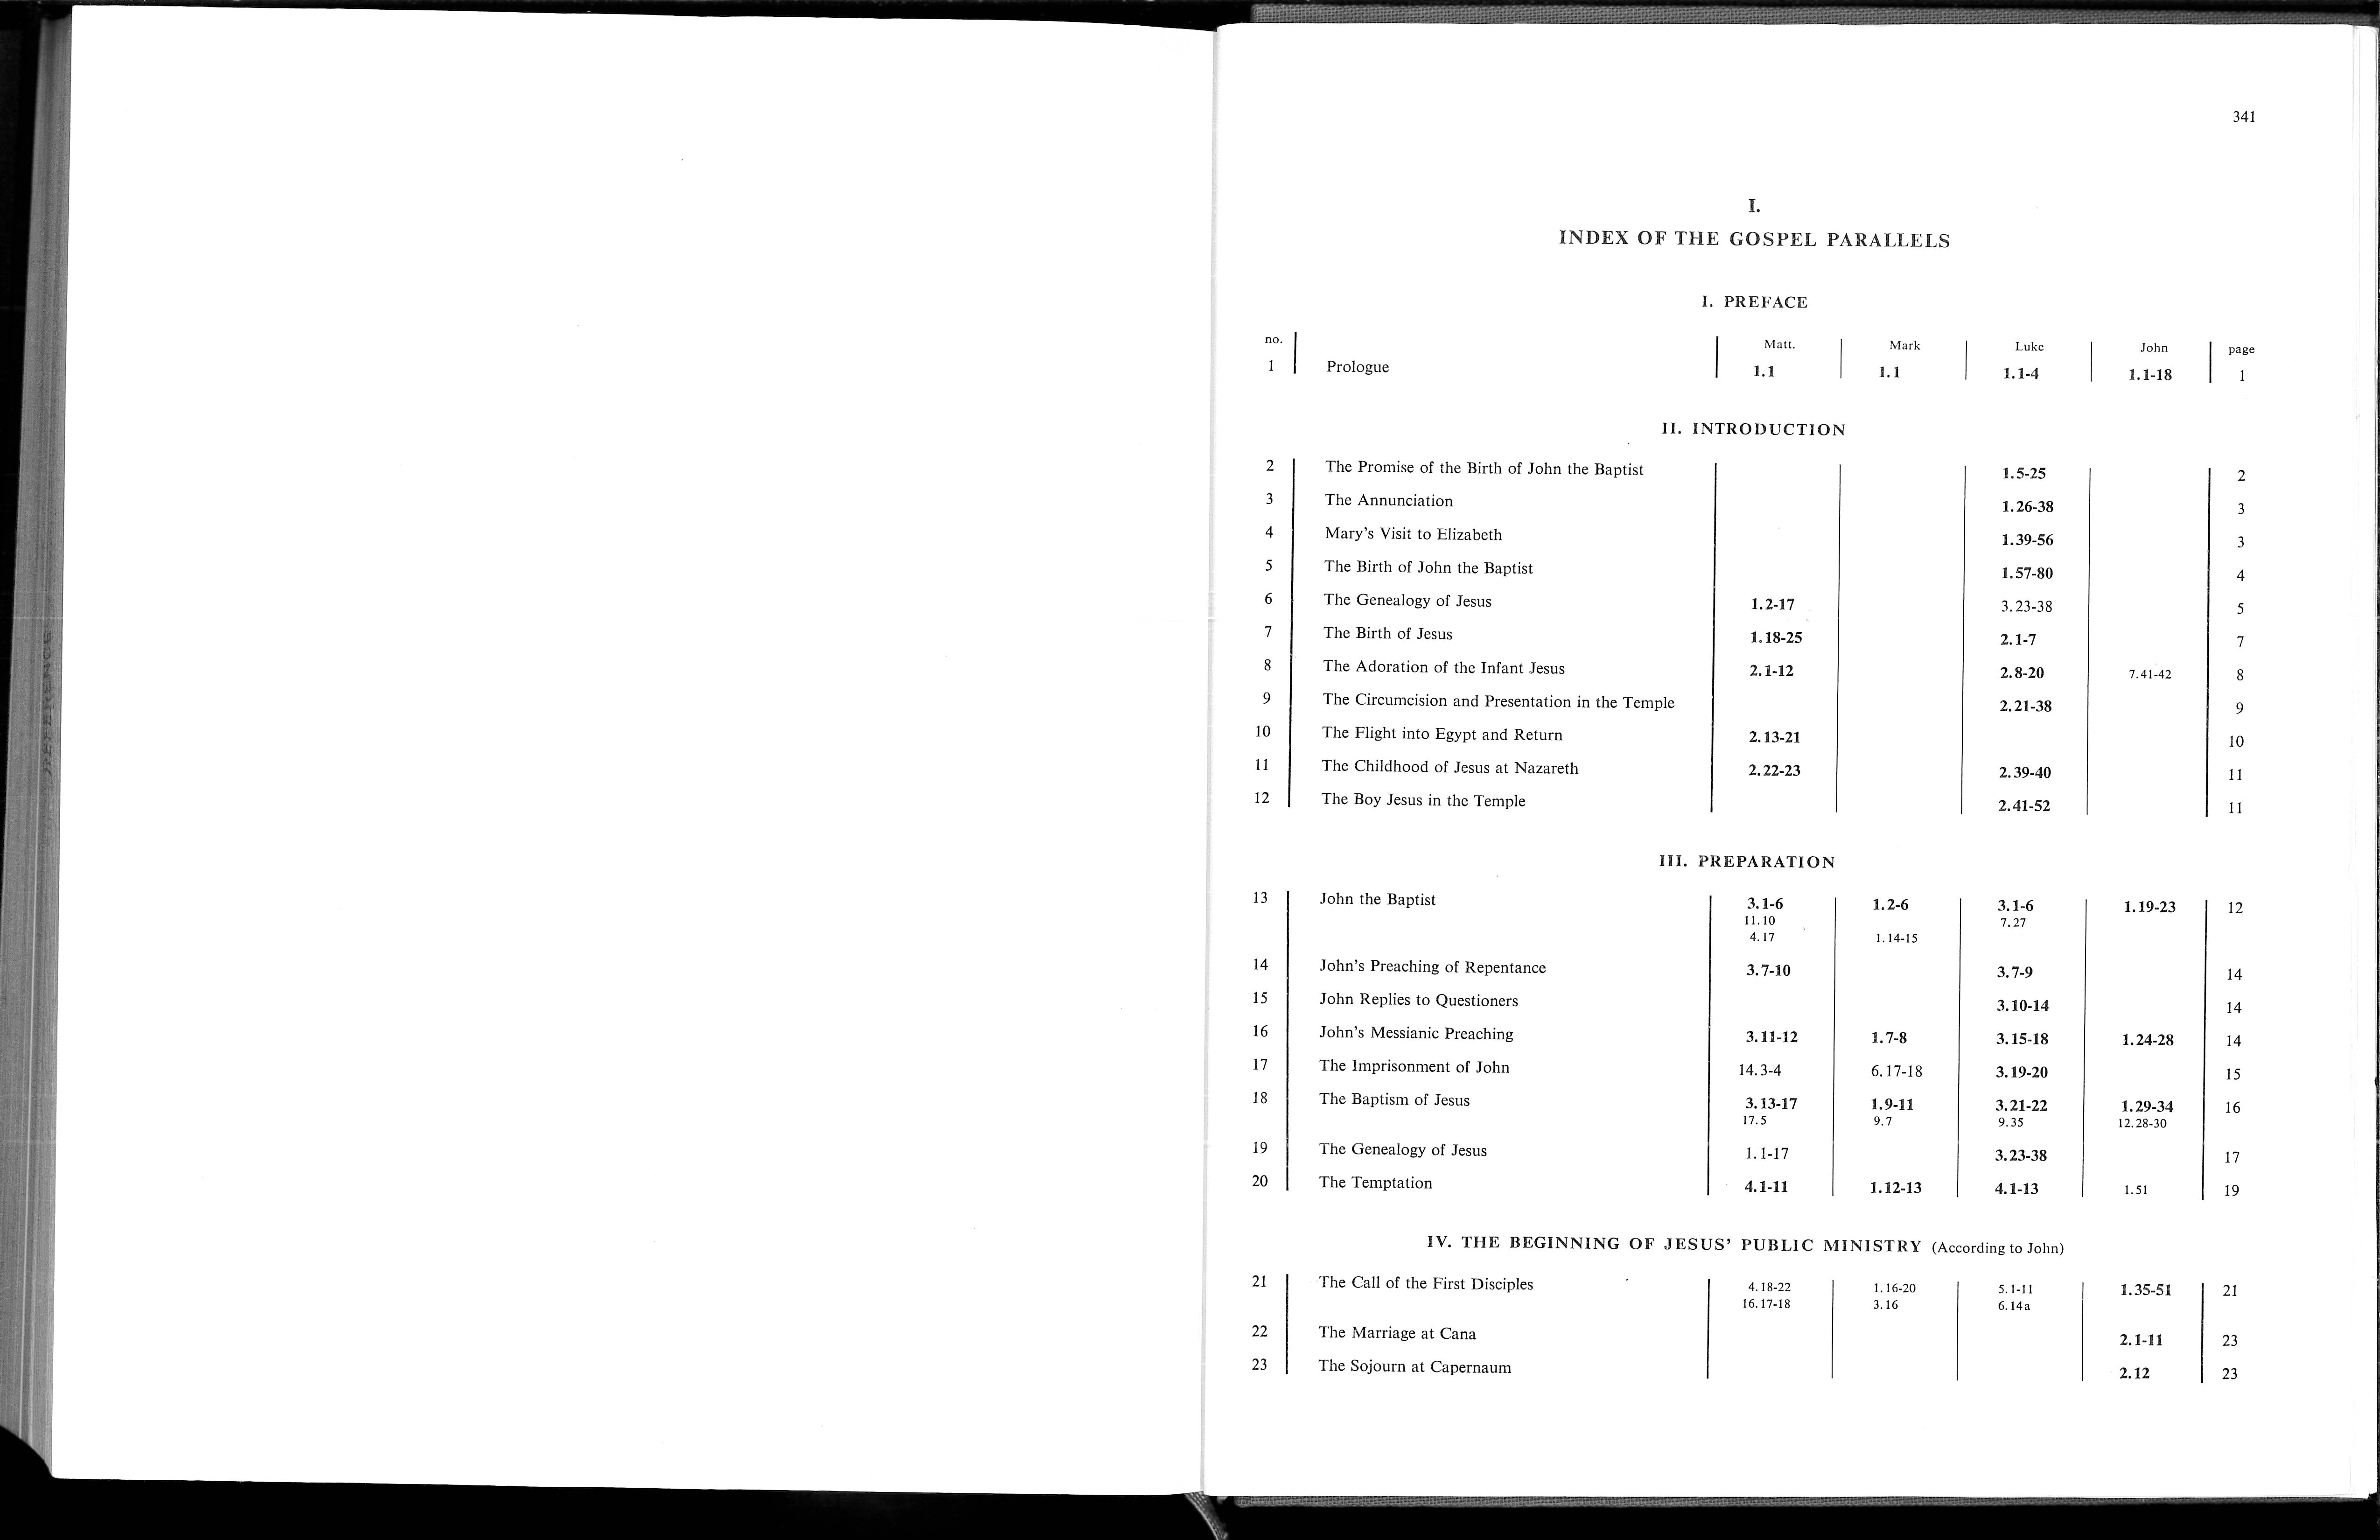 341
I.
INDEX OF THE GOSPEL PARALLELS
I. PREFACE
no. Matt. Mark Luke John page
1 Prologue 1.1 1.1 1.1-4 1.1-18 1
II. INTRODUCTION
2 The Promise of the Birth of John the Baptist 1.5-25 2
3 The Annunciation 1.26-38 3
4 Mary's Visit to Elizabeth 1.39-56 3
5 The Birth of John the Baptist 1.57-80 4
6 The Genealogy of Jesus 1.2-17 3.23-38 5
7 The Birth of Jesus 1.18-25 2.1-7 7
8 The Adoration of the Infant Jesus 2.1-12 2.8-20 7.41-42 8
9 The Circumcision and Presentation in the Temple 2.21-38 9
10 The Flight into Egypt and Return 2.13-21 10
11 The Childhood of Jesus at Nazareth 2.22-23 2.39-40 11
12 The Boy Jesus in the Temple 2.41-52 11
III. PREPARATION
13 John the Baptist 3.1-6 1.2-6 3.1-6 1.19-23 12
11.10 7.27
4.17 1.14-15
14 John's Preaching of Repentance 3.7-10 3.7-9 14
15 John Replies to Questioners 3.10-14 14
16 John's Messianic Preaching 3.11-12 1.7-8 3.15-18 1.24-28 14
17 The Imprisonment of John 14.3-4 6.17-18 3.19-20 15
18 The Baptism of Jesus 3.13-17 1.9-11 3.21-22 1.29-34 16
17.5 9.7 9.35 12.28-30
19 The Genealogy of Jesus 1.1-17 3.23-38 17
20 The Temptation 4.1-11 1.12-13 4.1-13 1.51 19
IV. THE BEGINNING OF JESUS' PUBLIC MINISTRY (According to John)
21 The Call of the First Disciples 4.18-22 1.16-20 5.1-11 1.35-51 21
16.17-18 3.16 6.14a
22 The Marriage at Cana 2.1-11 23
23 The Sojourn at Capernaum 2.12 23
REFERENCE